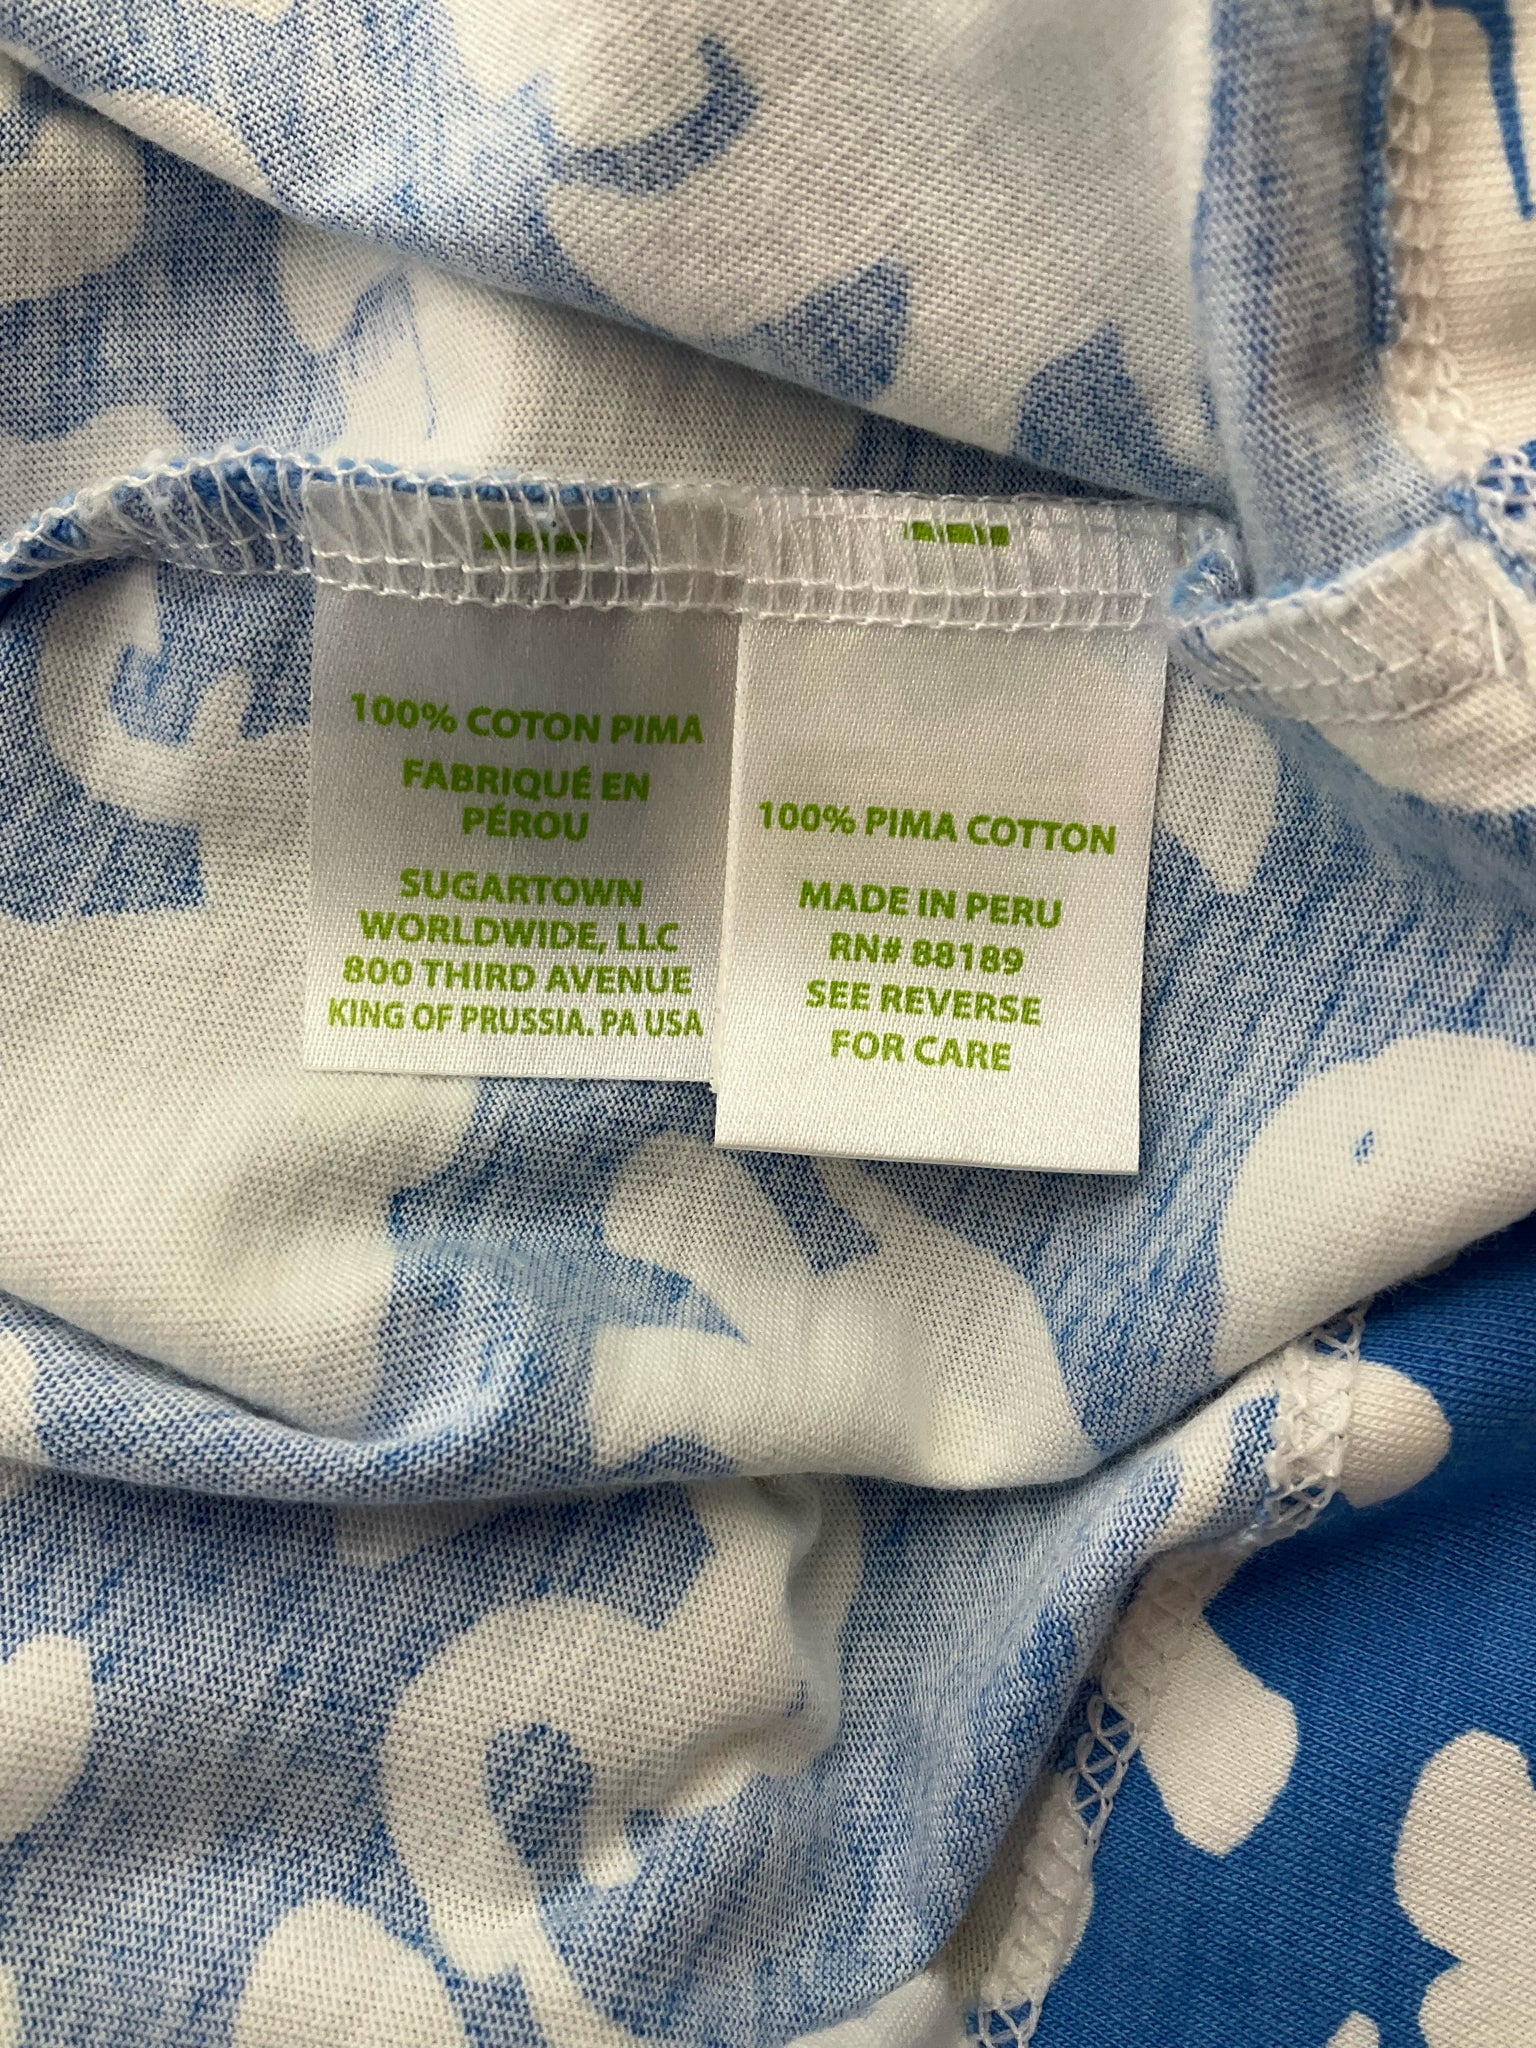 100% COTON PIMA
FABRIQUÉ EN
PÉROU
SUGARTOWN
WORLDWIDE, LLC
800 THIRD AVENUE
KING OF PRUSSIA. PA USA
100% PIMA COTTON
MADE IN PERU
RN# 88189
SEE REVERSE
FOR CARE